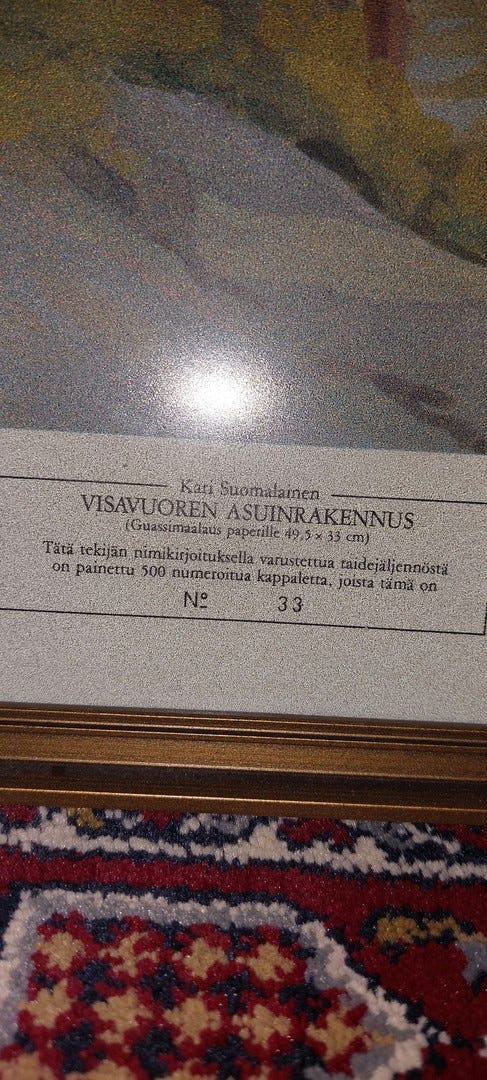 Kari Suomalainen
VISAVUOREN ASUINRAKENNUS
(Guassimaalaus paperille 49,5 × 33 cm)
Tätä tekijän nimikirjoituksella varustettua taidejäljennöstä
on painettu 500 numeroitua kappaletta, joista tämä on
Nº 33